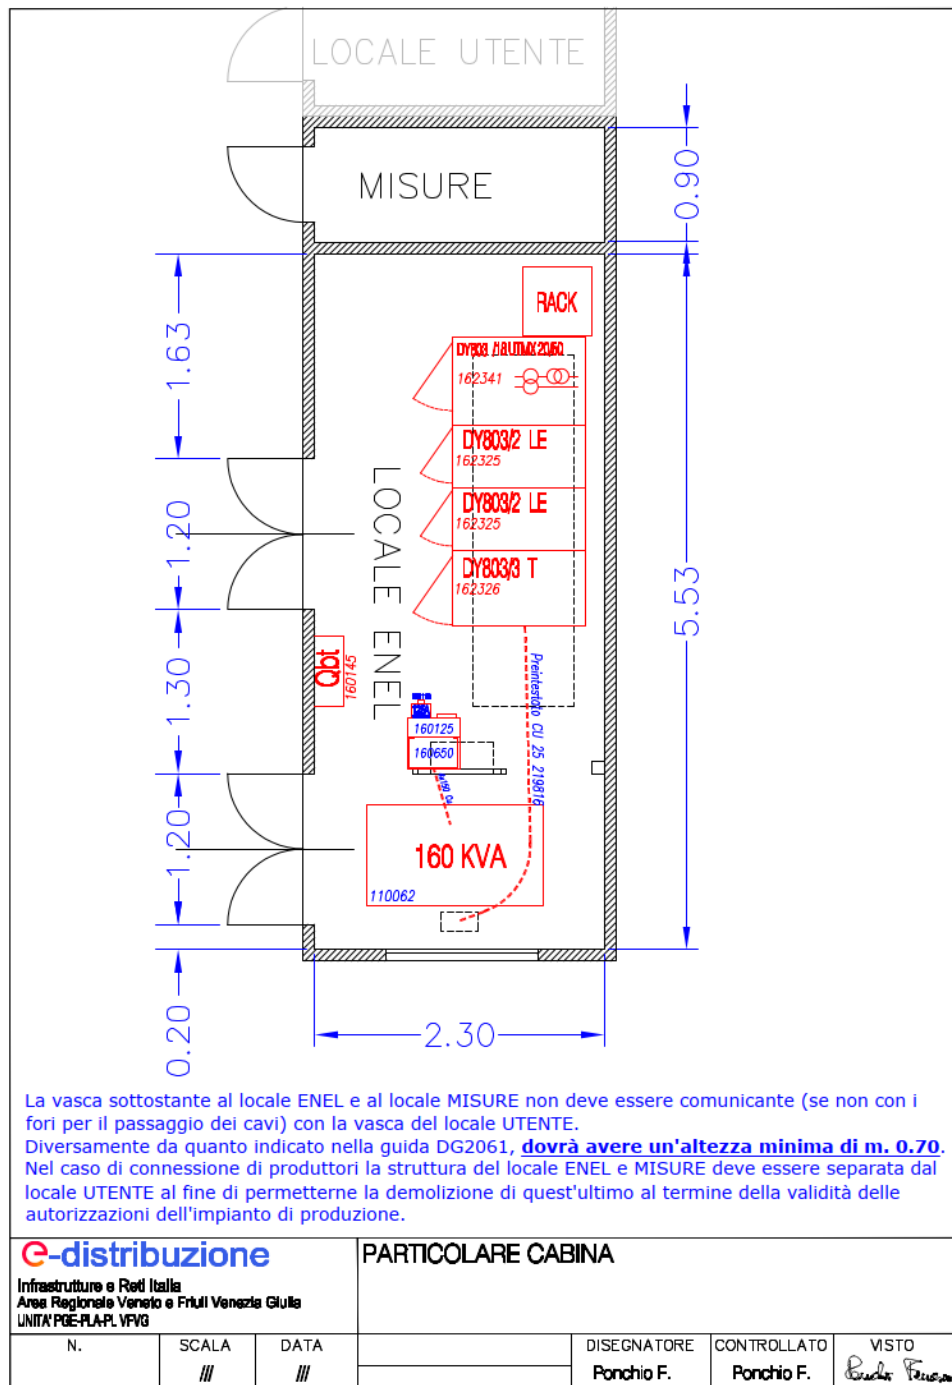 LOCALE UTENTE
MISURE
0.90
RACK
1.63
162341
DY803/2 LE
162325
LOCALE ENEL
DY803/2 LE
162325
1.20
DY803/3 T
162326
5.53
Qbt
160145
1.30
Preintestato CU 25 219816
160125
160650
160 KVA
110062
1.20
0.20
2.30
La vasca sottostante al locale ENEL e al locale MISURE non deve essere comunicante (se non con i
fori per il passaggio dei cavi) con la vasca del locale UTENTE.
Diversamente da quanto indicato nella guida DG2061, dovrà avere un'altezza minima di m. 0.70.
Nel caso di connessione di produttori la struttura del locale ENEL e MISURE deve essere separata dal
locale UTENTE al fine di permetterne la demolizione di quest'ultimo al termine della validità delle
autorizzazioni dell'impianto di produzione.
e-distribuzione
PARTICOLARE CABINA
Infrastrutture e Reti Italia
Area Regionale Veneto e Friuli Venezia Giulia
UNITA' PGE-PLA-PL VFVG
N. SCALA DATA DISEGNATORE CONTROLLATO VISTO
/// /// Ponchio F. Ponchio F.